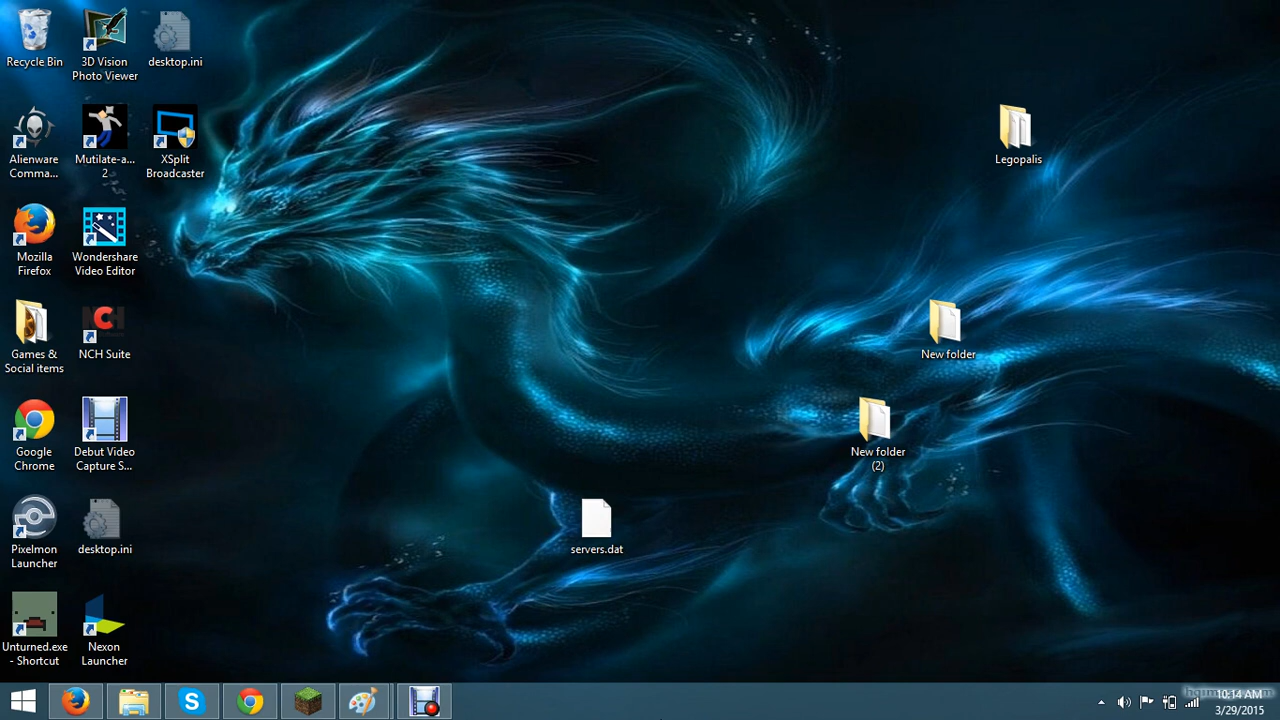 Recycle Bin
3D Vision
Photo Viewer
desktop.ini
Alienware
Comma...
Mutilate-a...
2
XSplit
Broadcaster
Legopalis
Mozilla
Firefox
Wondershare
Video Editor
Games &
Social items
NCH Suite
New folder
Google
Chrome
Debut Video
Capture S...
New folder
(2)
Pixelmon
Launcher
desktop.ini
servers.dat
Unturned.exe
- Shortcut
Nexon
Launcher
10:14 AM
3/29/2015